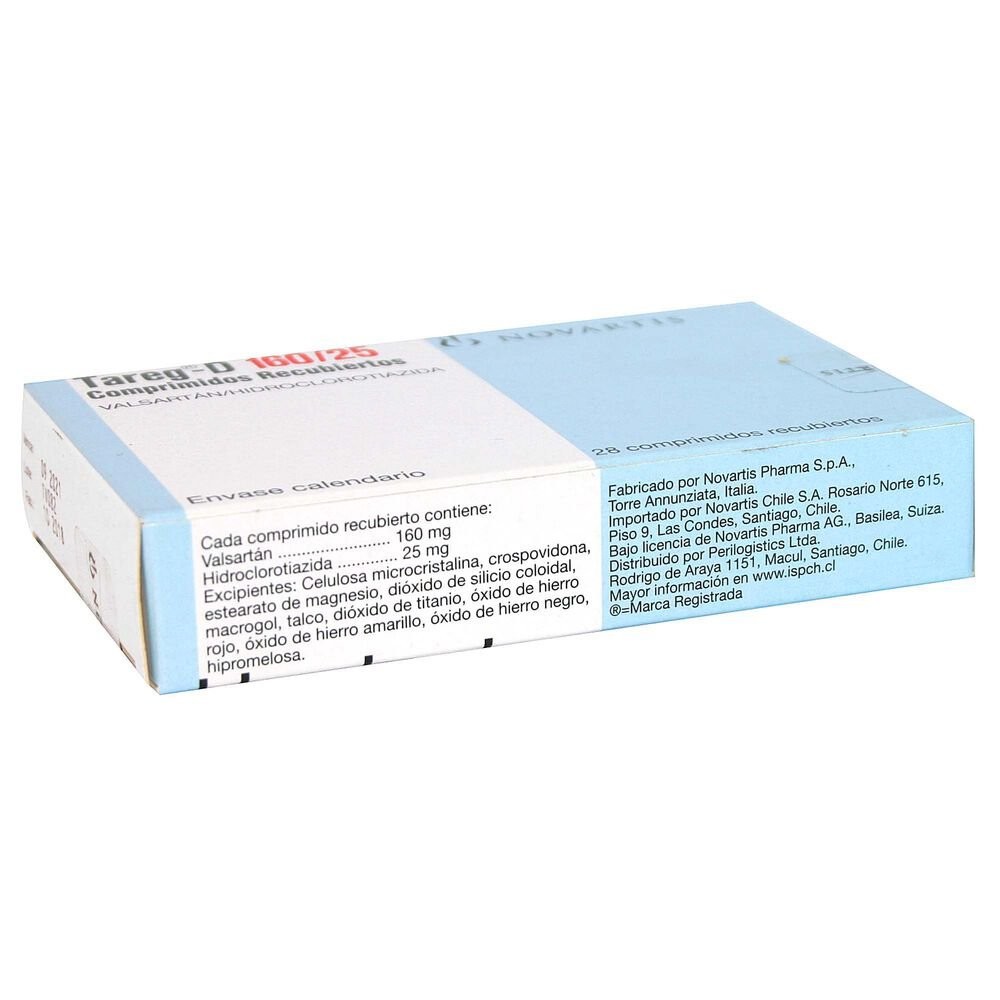 NOVARTIS
Tareg®-D 160/25
Comprimidos Recubiertos
VALSARTÁN/HIDROCLOROTIAZIDA
28 comprimidos recubiertos
Envase calendario
Cada comprimido recubierto contiene:
Valsartán ........................ 160 mg
Hidroclorotiazida ............. 25 mg
Excipientes: Celulosa microcristalina, crospovidona,
estearato de magnesio, dióxido de silicio coloidal,
macrogol, talco, dióxido de titanio, óxido de hierro
rojo, óxido de hierro amarillo, óxido de hierro negro,
hipromelosa.
Fabricado por Novartis Pharma S.p.A.,
Torre Annunziata, Italia.
Importado por Novartis Chile S.A. Rosario Norte 615,
Piso 9, Las Condes, Santiago, Chile.
Bajo licencia de Novartis Pharma AG., Basilea, Suiza.
Distribuido por Perilogistics Ltda.
Rodrigo de Araya 1151, Macul, Santiago, Chile.
Mayor información en www.ispch.cl
®=Marca Registrada
09 2021